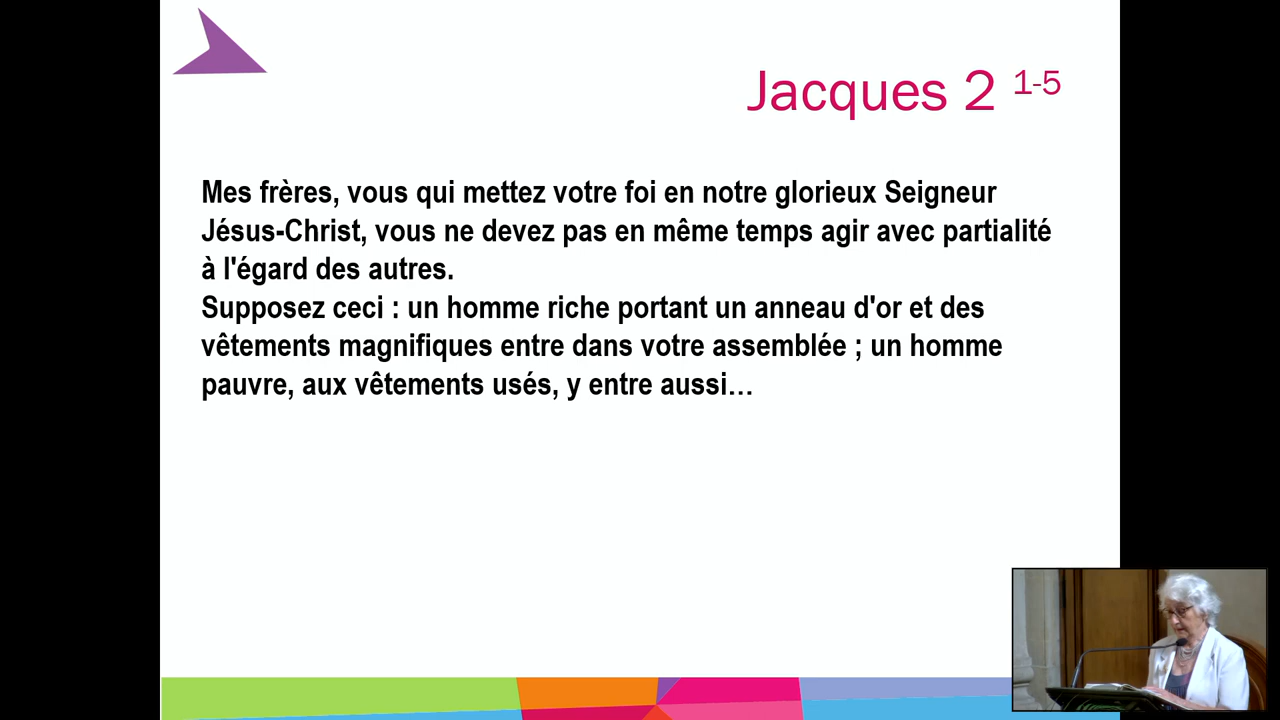 Jacques 2 1-5
Mes frères, vous qui mettez votre foi en notre glorieux Seigneur
Jésus-Christ, vous ne devez pas en même temps agir avec partialité
à l'égard des autres.
Supposez ceci : un homme riche portant un anneau d'or et des
vêtements magnifiques entre dans votre assemblée ; un homme
pauvre, aux vêtements usés, y entre aussi…